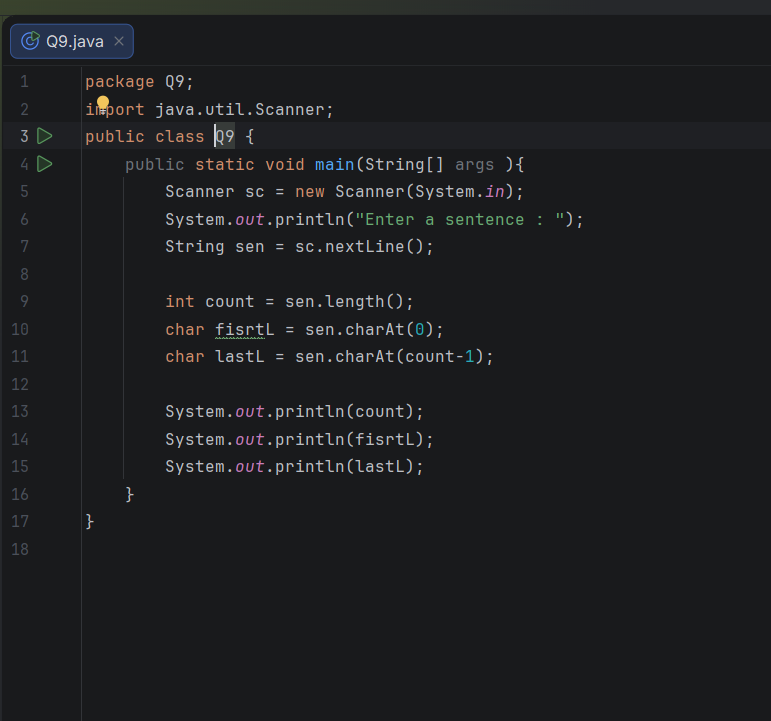 Q9.java
1 package Q9;
2 import java.util.Scanner;
3 public class Q9 {
4     public static void main(String[] args ){
5         Scanner sc = new Scanner(System.in);
6         System.out.println("Enter a sentence : ");
7         String sen = sc.nextLine();
8
9         int count = sen.length();
10         char fisrtL = sen.charAt(0);
11         char lastL = sen.charAt(count-1);
12
13         System.out.println(count);
14         System.out.println(fisrtL);
15         System.out.println(lastL);
16     }
17 }
18